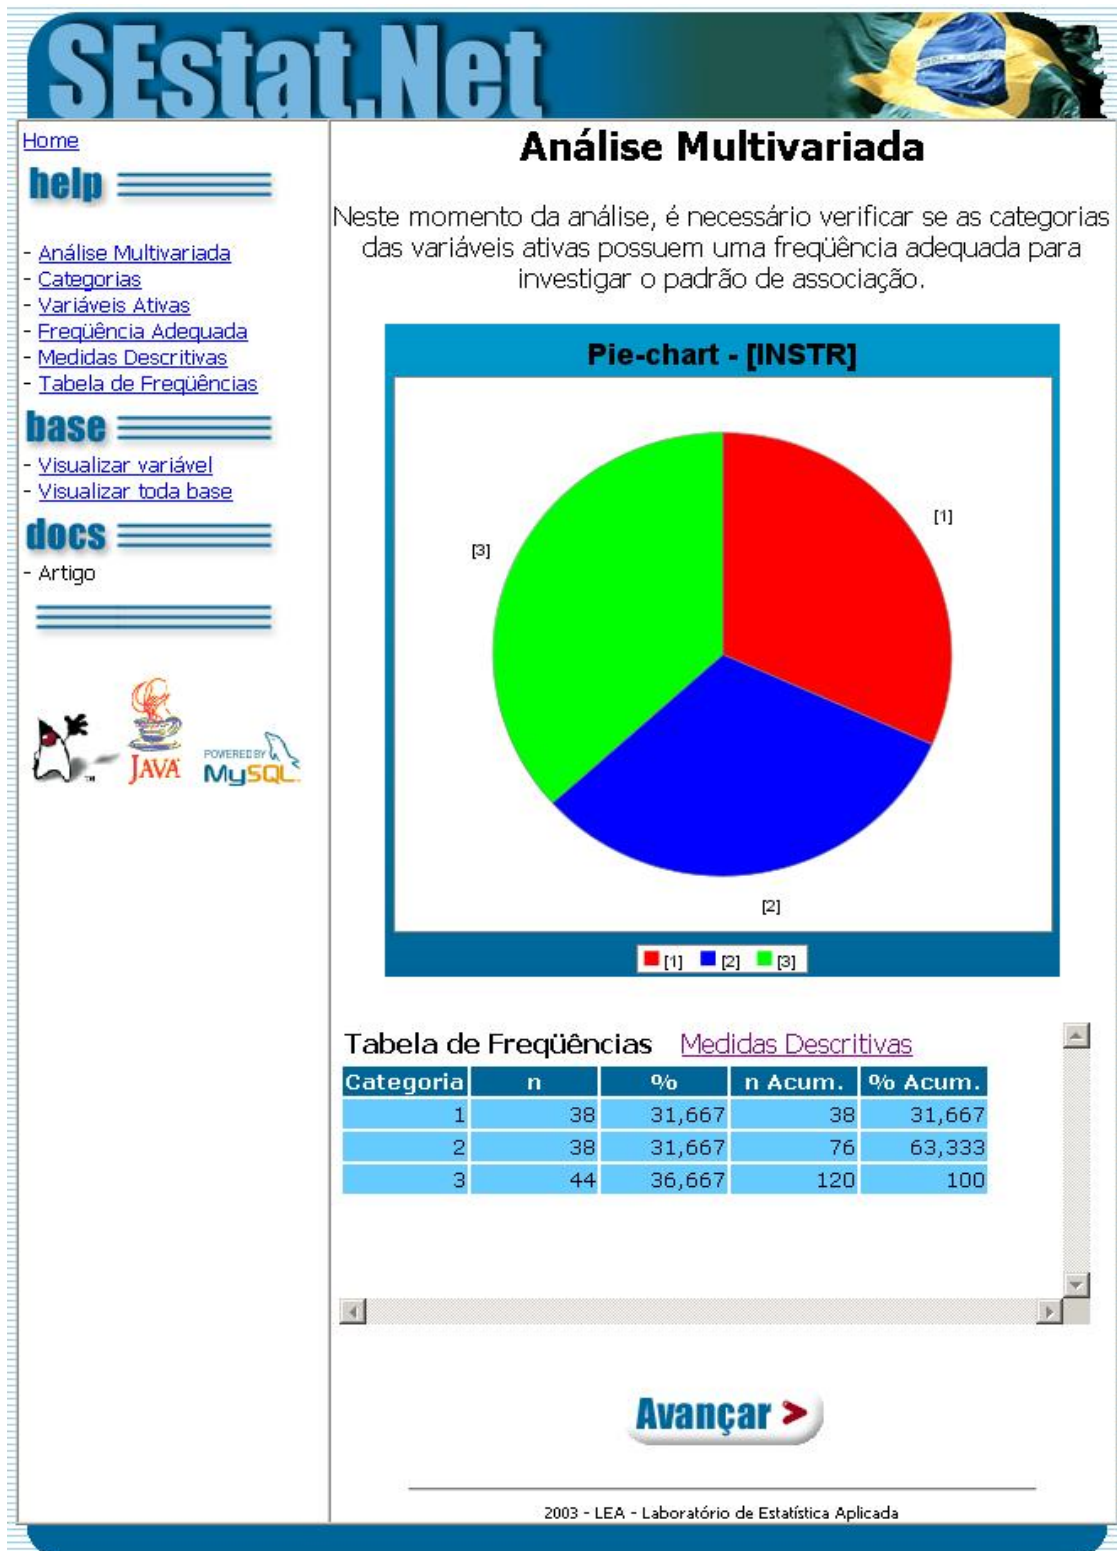 SEstat.Net
Home
help
- Análise Multivariada
- Categorias
- Variáveis Ativas
- Freqüência Adequada
- Medidas Descritivas
- Tabela de Freqüências
base
- Visualizar variável
- Visualizar toda base
docs
- Artigo
JAVA
POWERED BY
MySQL
Análise Multivariada
Neste momento da análise, é necessário verificar se as categorias
das variáveis ativas possuem uma freqüência adequada para
investigar o padrão de associação.
Pie-chart - [INSTR]
[1]
[3]
[2]
[1] [2] [3]
Tabela de Freqüências Medidas Descritivas
Categoria n % n Acum. % Acum.
1 38 31,667 38 31,667
2 38 31,667 76 63,333
3 44 36,667 120 100
Avançar >
2003 - LEA - Laboratório de Estatística Aplicada